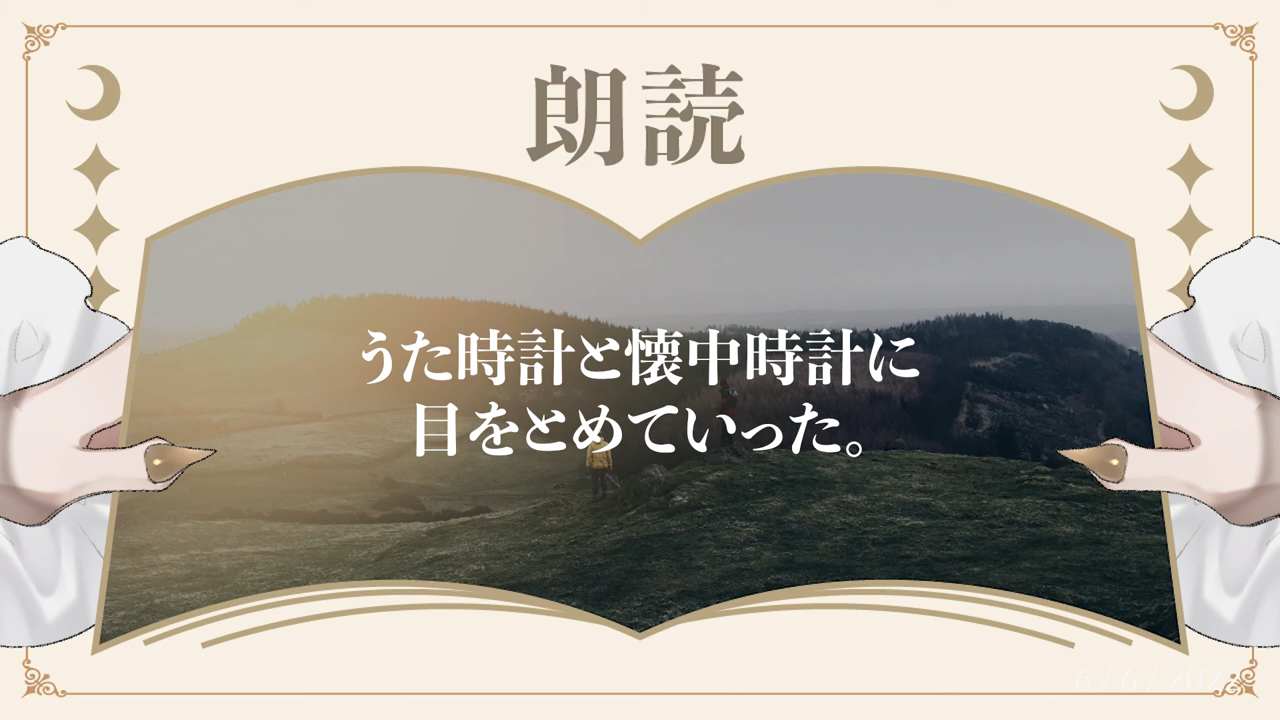 朗読
うた時計と懐中時計に
目をとめていった。